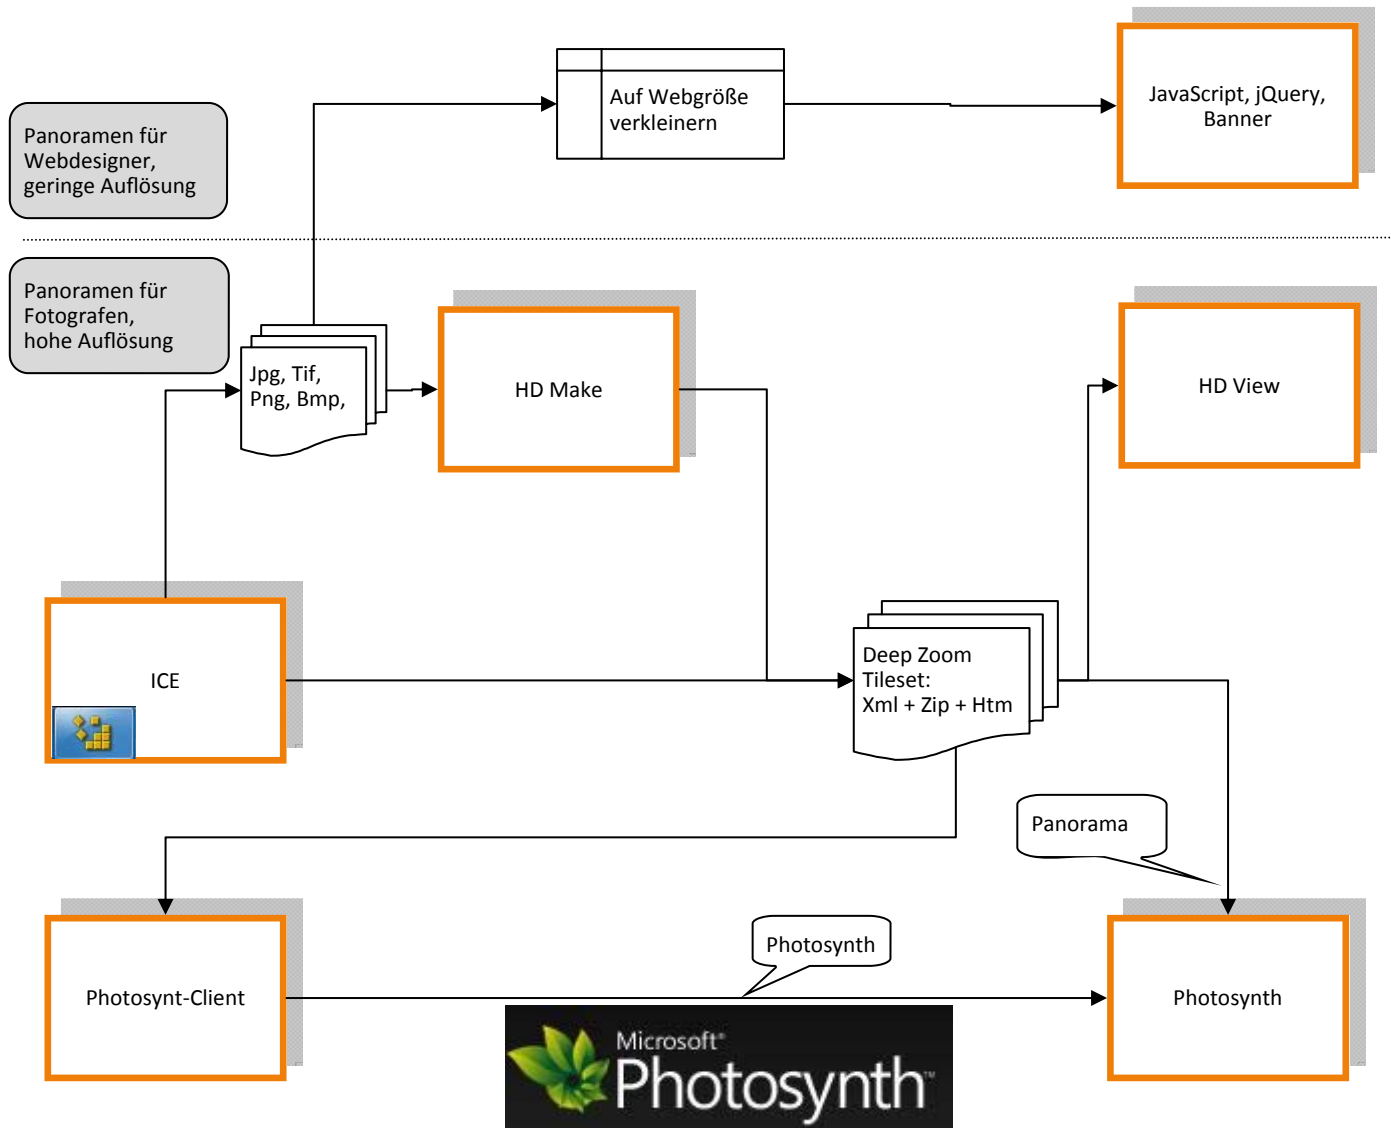 Auf Webgröße
verkleinern
JavaScript, jQuery,
Banner
Panoramen für
Webdesigner,
geringe Auflösung
Panoramen für
Fotografen,
hohe Auflösung
Jpg, Tif,
Png, Bmp,
HD Make
HD View
ICE
Deep Zoom
Tileset:
Xml + Zip + Htm
Panorama
Photosynth
Photosynt-Client
Photosynth
Microsoft®
Photosynth™